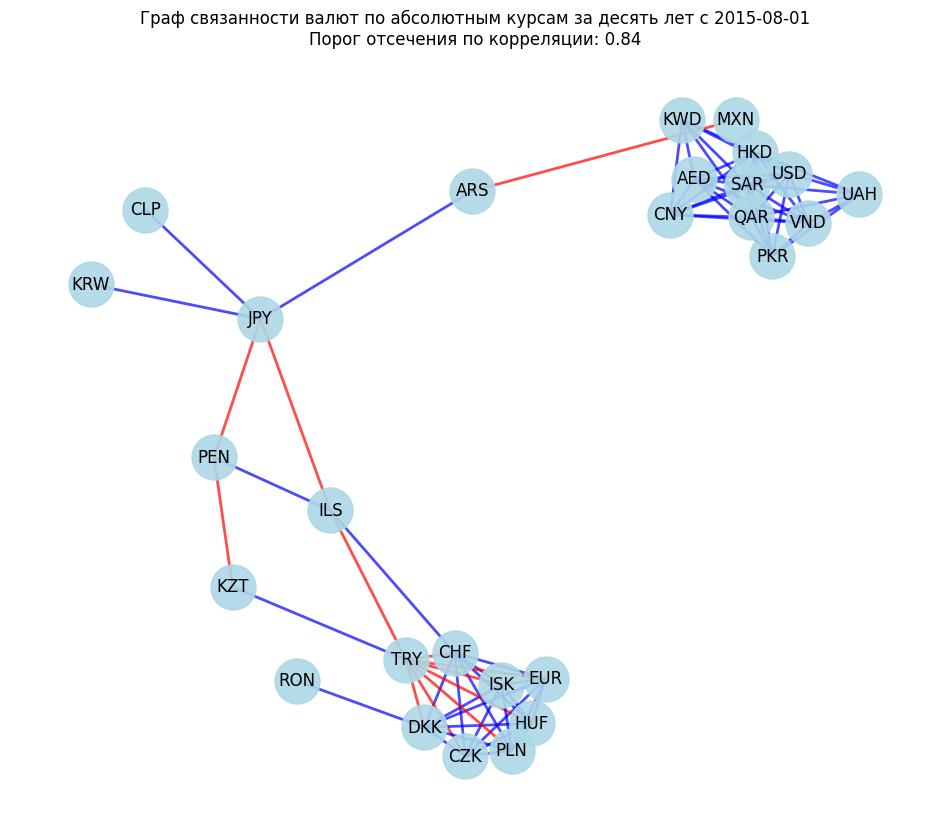 Граф связанности валют по абсолютным курсам за десять лет с 2015-08-01
Порог отсечения по корреляции: 0.84
KWD
MXN
HKD
USD
AED
SAR
UAH
ARS
CNY
QAR
VND
CLP
PKR
KRW
JPY
PEN
ILS
KZT
TRY
CHF
RON
ISK
EUR
DKK
HUF
CZK
PLN